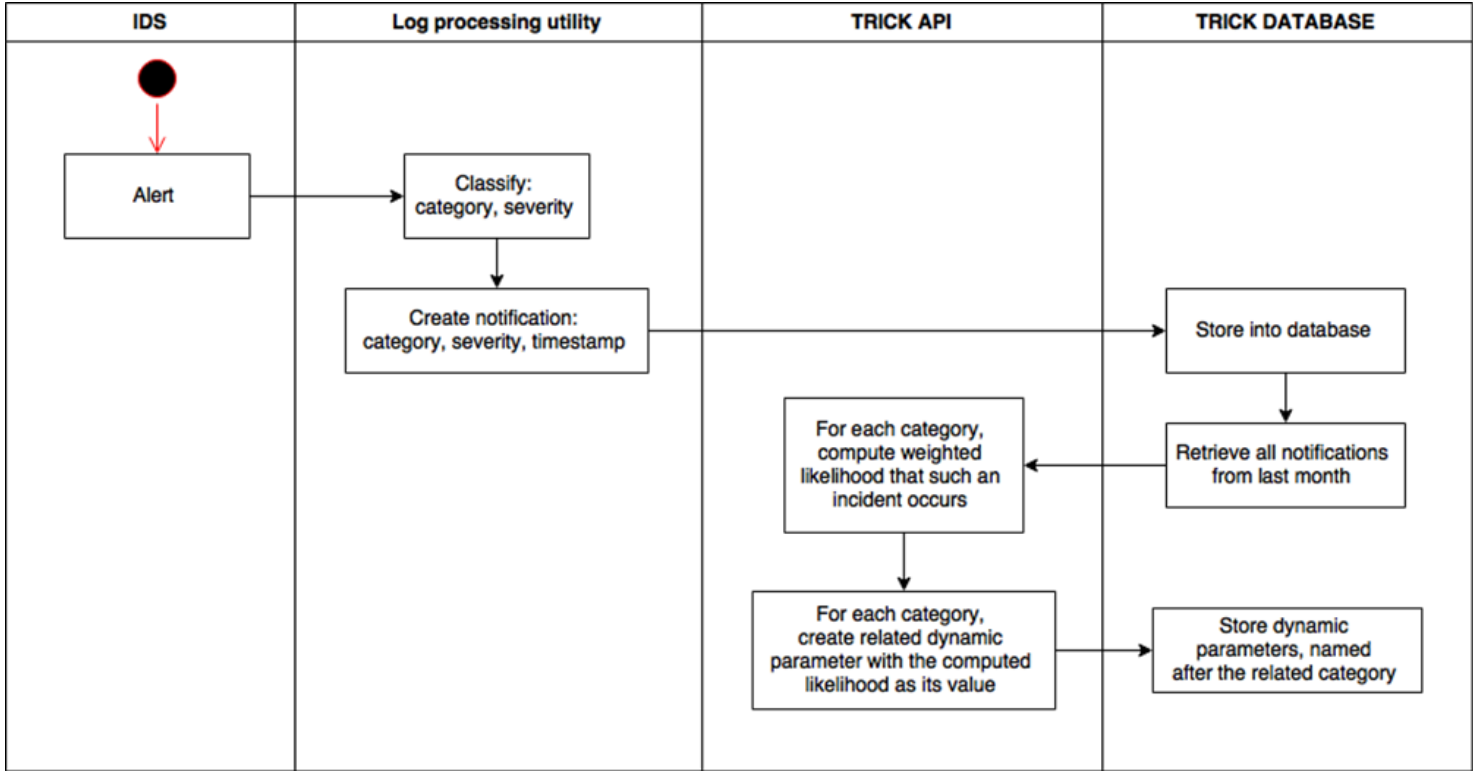 IDS
Log processing utility
TRICK API
TRICK DATABASE
Alert
Classify:
category, severity
Create notification:
category, severity, timestamp
Store into database
Retrieve all notifications
from last month
For each category,
compute weighted
likelihood that such an
incident occurs
For each category,
create related dynamic
parameter with the computed
likelihood as its value
Store dynamic
parameters, named
after the related category